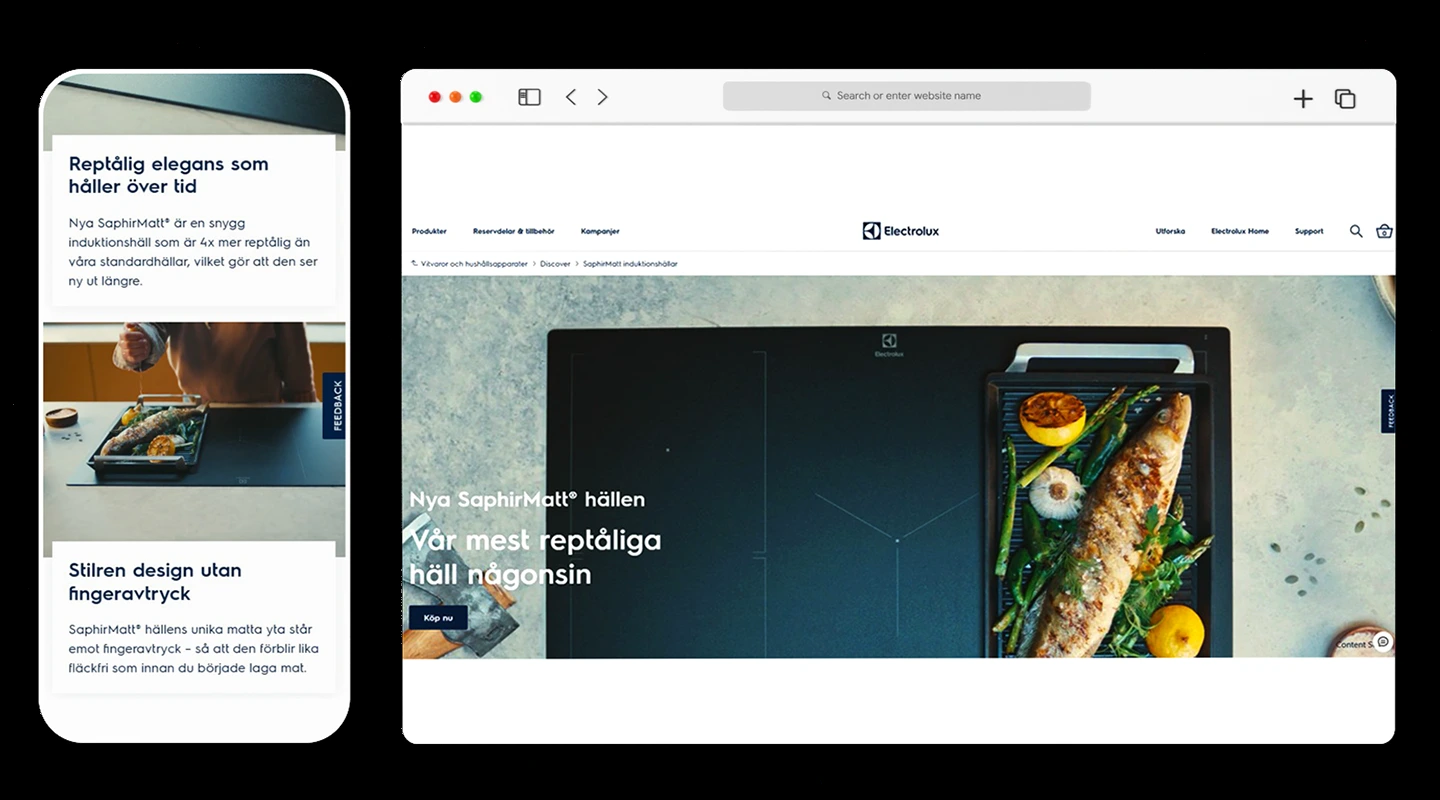 Reptålig elegans som
håller över tid
Nya SaphirMatt® är en snygg
induktionshäll som är 4x mer reptålig än
våra standardhällar, vilket gör att den ser
ny ut längre.
FEEDBACK
Stilren design utan
fingeravtryck
SaphirMatt® hällens unika matta yta står
emot fingeravtryck – så att den förblir lika
fläckfri som innan du började laga mat.
Search or enter website name
Produkter Reservdelar & tillbehör Kampanjer Electrolux Utforska Electrolux Home Support 0
Vitvaror och hushållsapparater > Discover > SaphirMatt induktionshällar
Electrolux
FEEDBACK
Nya SaphirMatt® hällen
Vår mest reptåliga
häll någonsin
Köp nu
Content S